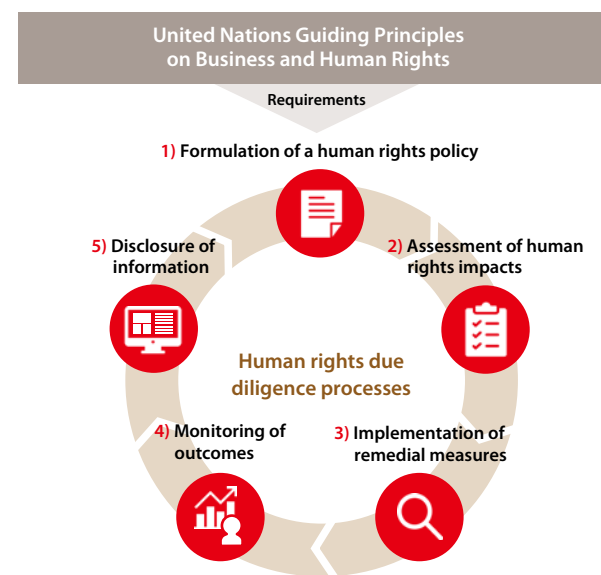 United Nations Guiding Principles
on Business and Human Rights
Requirements
1) Formulation of a human rights policy
2) Assessment of human
rights impacts
3) Implementation of
remedial measures
4) Monitoring of
outcomes
5) Disclosure of
information
Human rights due
diligence processes